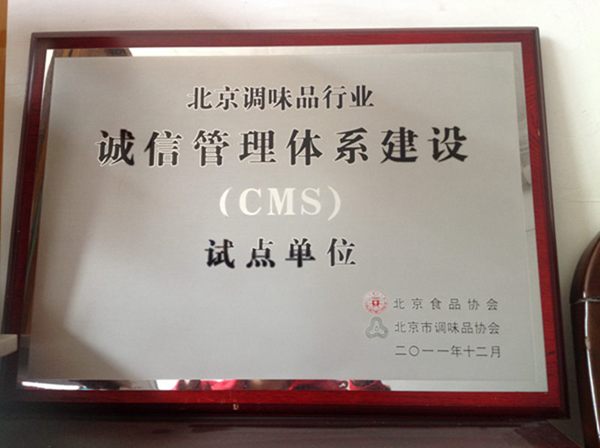 北京调味品行业
诚信管理体系建设
(CMS)
试点单位
北京食品协会
北京市调味品协会
二〇一一年十二月